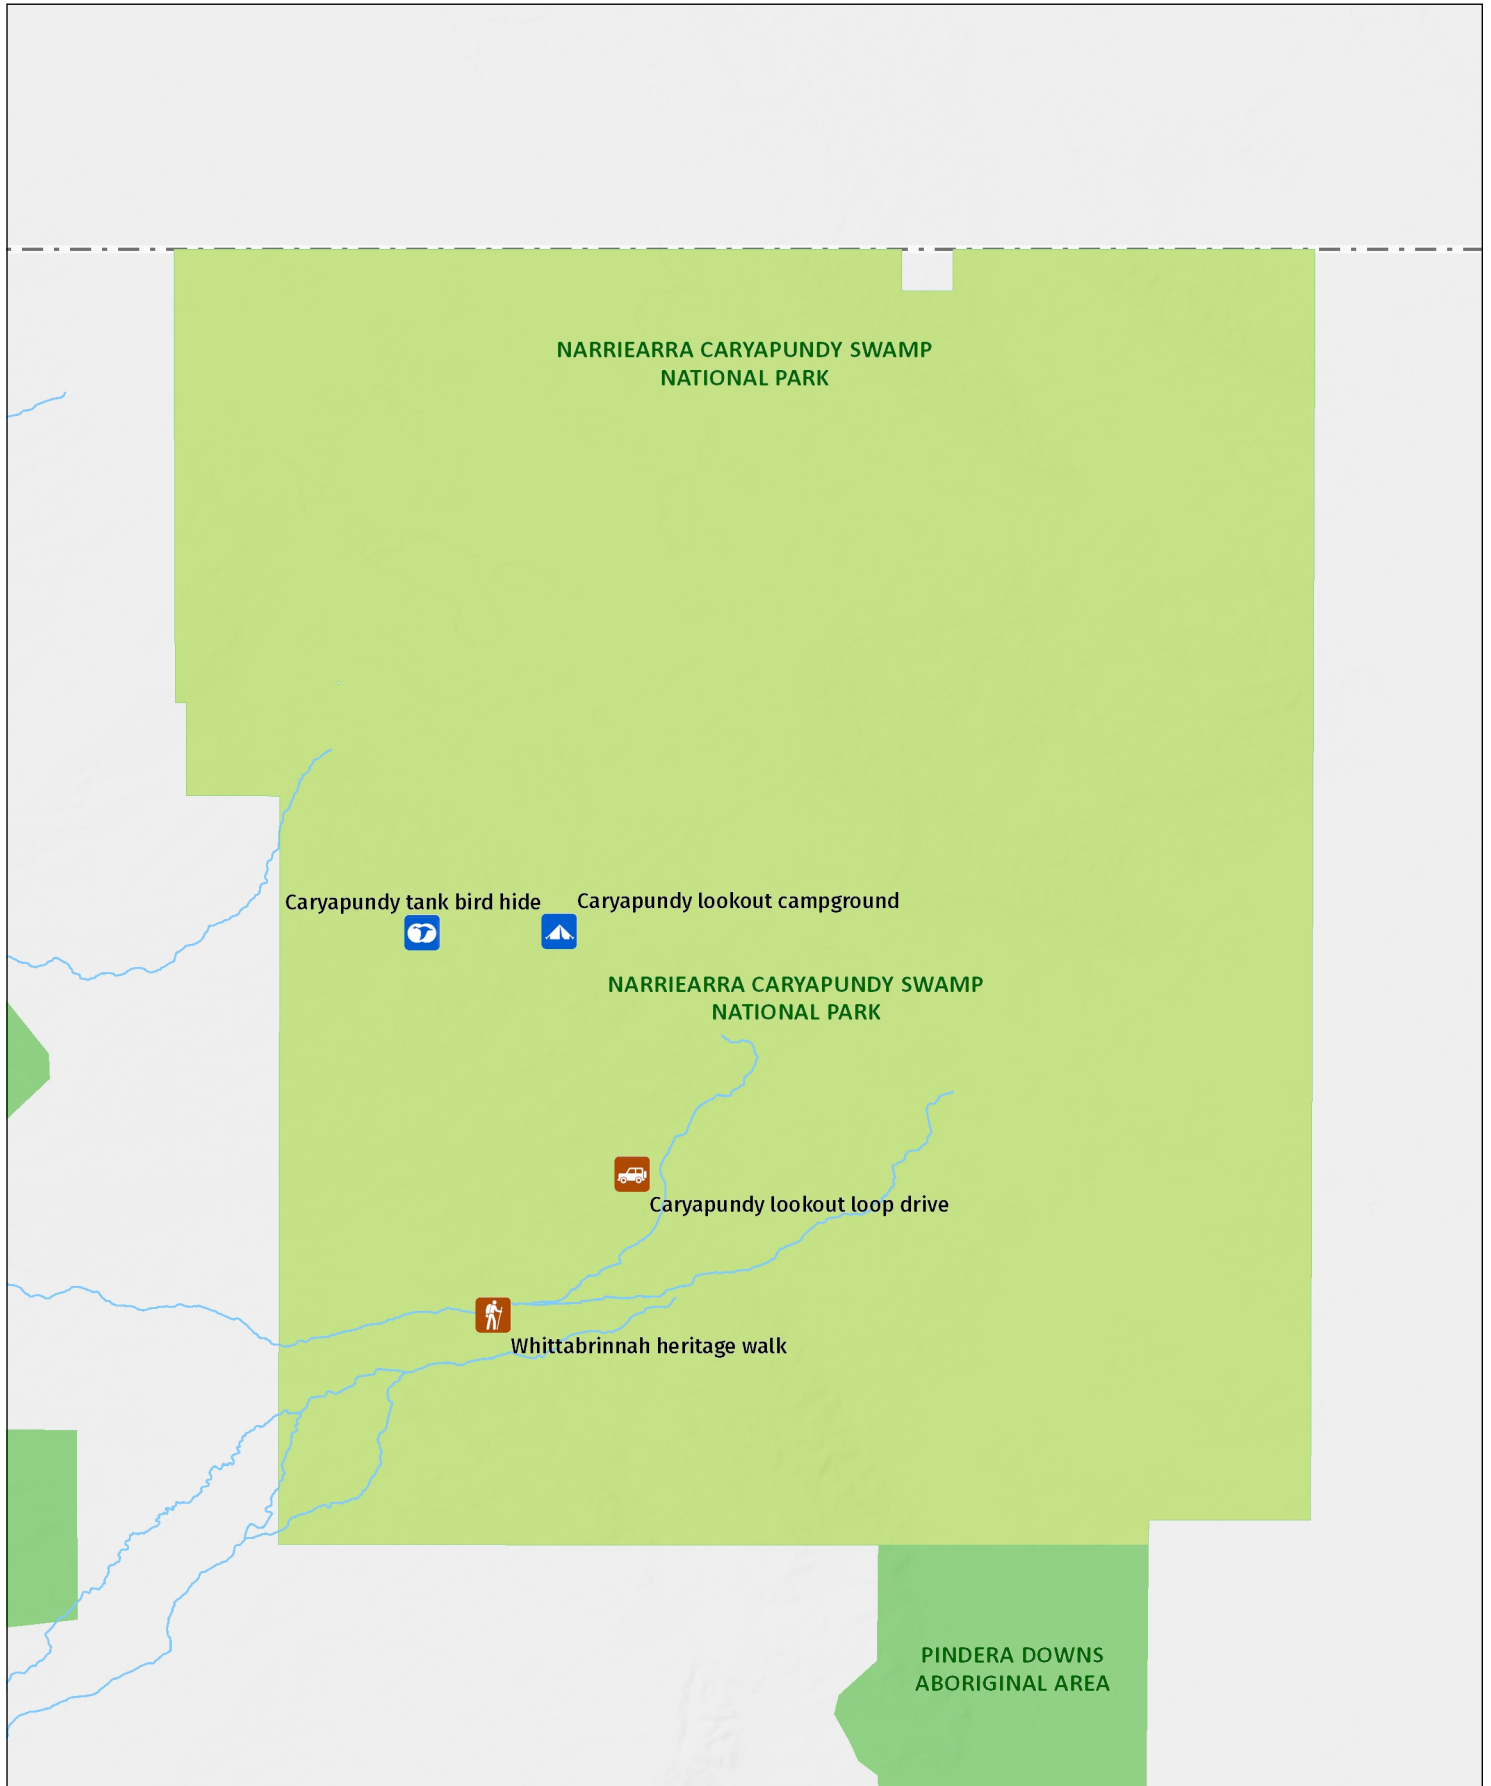 NARRIEARRA CARYAPUNDY SWAMP
NATIONAL PARK
Caryapundy tank bird hide
Caryapundy lookout campground
NARRIEARRA CARYAPUNDY SWAMP
NATIONAL PARK
Caryapundy lookout loop drive
Whittabrinnah heritage walk
PINDERA DOWNS
ABORIGINAL AREA